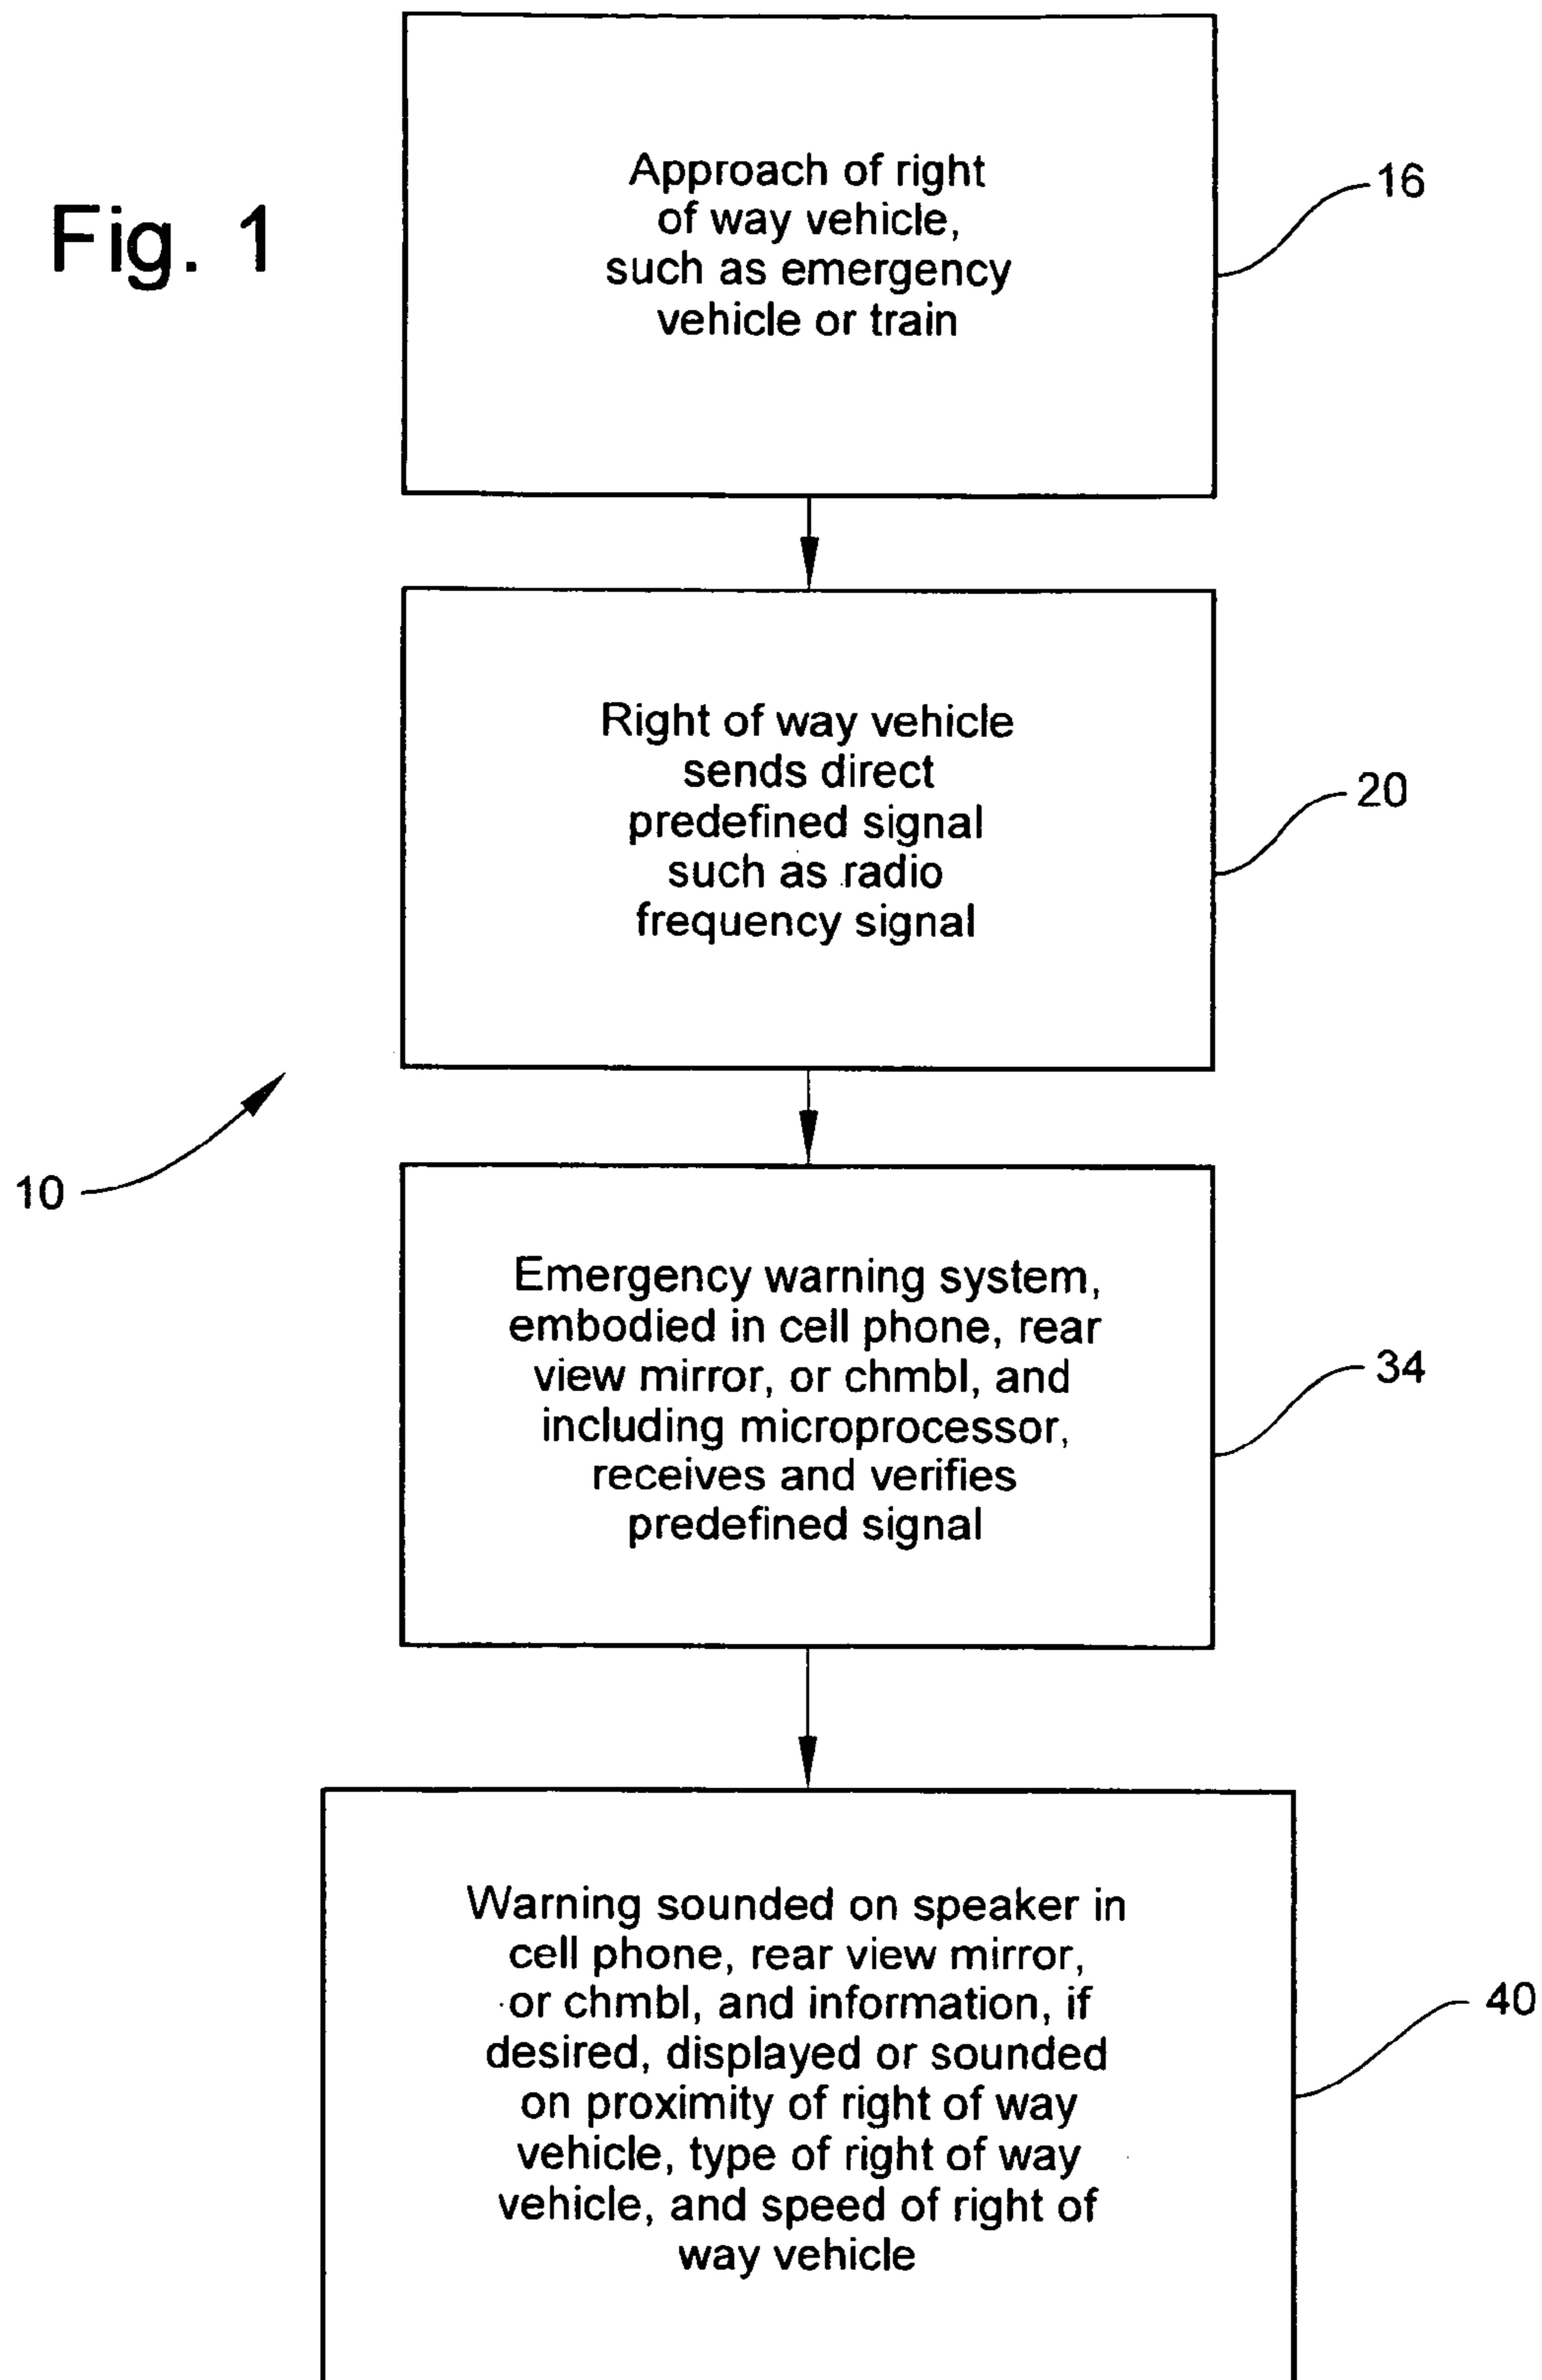 Fig. 1
Approach of right
of way vehicle,
such as emergency
vehicle or train
16
Right of way vehicle
sends direct
predefined signal
such as radio
frequency signal
20
10
Emergency warning system,
embodied in cell phone, rear
view mirror, or chmbl, and
including microprocessor,
receives and verifies
predefined signal
34
Warning sounded on speaker in
cell phone, rear view mirror,
or chmbl, and information, if
desired, displayed or sounded
on proximity of right of way
vehicle, type of right of way
vehicle, and speed of right of
way vehicle
40